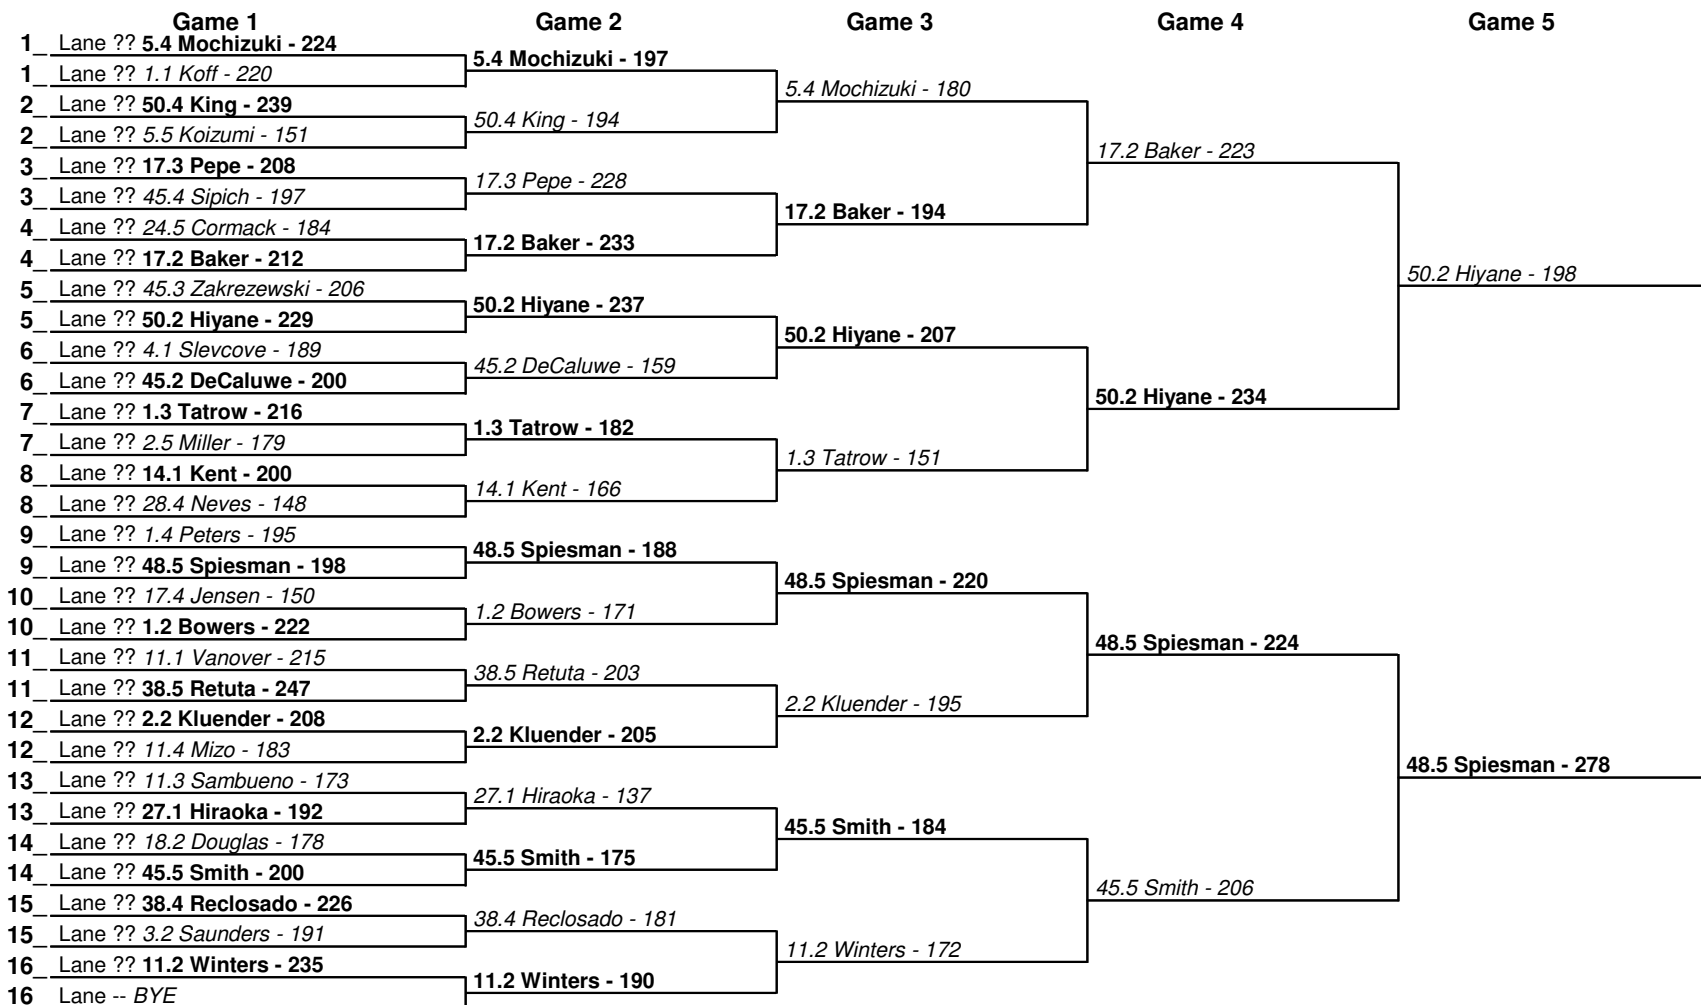 Game 1 Game 2 Game 3 Game 4 Game 5
1_ Lane ?? 5.4 Mochizuki - 224
1_ Lane ?? 1.1 Koff - 220
2_ Lane ?? 50.4 King - 239
2_ Lane ?? 5.5 Koizumi - 151
3_ Lane ?? 17.3 Pepe - 208
3_ Lane ?? 45.4 Sipich - 197
4_ Lane ?? 24.5 Cormack - 184
4_ Lane ?? 17.2 Baker - 212
5_ Lane ?? 45.3 Zakrezewski - 206
5_ Lane ?? 50.2 Hiyane - 229
6_ Lane ?? 4.1 Slevcove - 189
6_ Lane ?? 45.2 DeCaluwe - 200
7_ Lane ?? 1.3 Tatrow - 216
7_ Lane ?? 2.5 Miller - 179
8_ Lane ?? 14.1 Kent - 200
8_ Lane ?? 28.4 Neves - 148
9_ Lane ?? 1.4 Peters - 195
9_ Lane ?? 48.5 Spiesman - 198
10_ Lane ?? 17.4 Jensen - 150
10_ Lane ?? 1.2 Bowers - 222
11_ Lane ?? 11.1 Vanover - 215
11_ Lane ?? 38.5 Retuta - 247
12_ Lane ?? 2.2 Kluender - 208
12_ Lane ?? 11.4 Mizo - 183
13_ Lane ?? 11.3 Sambueno - 173
13_ Lane ?? 27.1 Hiraoka - 192
14_ Lane ?? 18.2 Douglas - 178
14_ Lane ?? 45.5 Smith - 200
15_ Lane ?? 38.4 Reclosado - 226
15_ Lane ?? 3.2 Saunders - 191
16_ Lane ?? 11.2 Winters - 235
16 Lane -- BYE
5.4 Mochizuki - 197
50.4 King - 194
17.3 Pepe - 228
17.2 Baker - 233
50.2 Hiyane - 237
45.2 DeCaluwe - 159
1.3 Tatrow - 182
14.1 Kent - 166
48.5 Spiesman - 188
1.2 Bowers - 171
38.5 Retuta - 203
2.2 Kluender - 205
27.1 Hiraoka - 137
45.5 Smith - 175
38.4 Reclosado - 181
11.2 Winters - 190
5.4 Mochizuki - 180
17.2 Baker - 194
50.2 Hiyane - 207
1.3 Tatrow - 151
48.5 Spiesman - 220
2.2 Kluender - 195
45.5 Smith - 184
11.2 Winters - 172
17.2 Baker - 223
50.2 Hiyane - 234
48.5 Spiesman - 224
45.5 Smith - 206
50.2 Hiyane - 198
48.5 Spiesman - 278